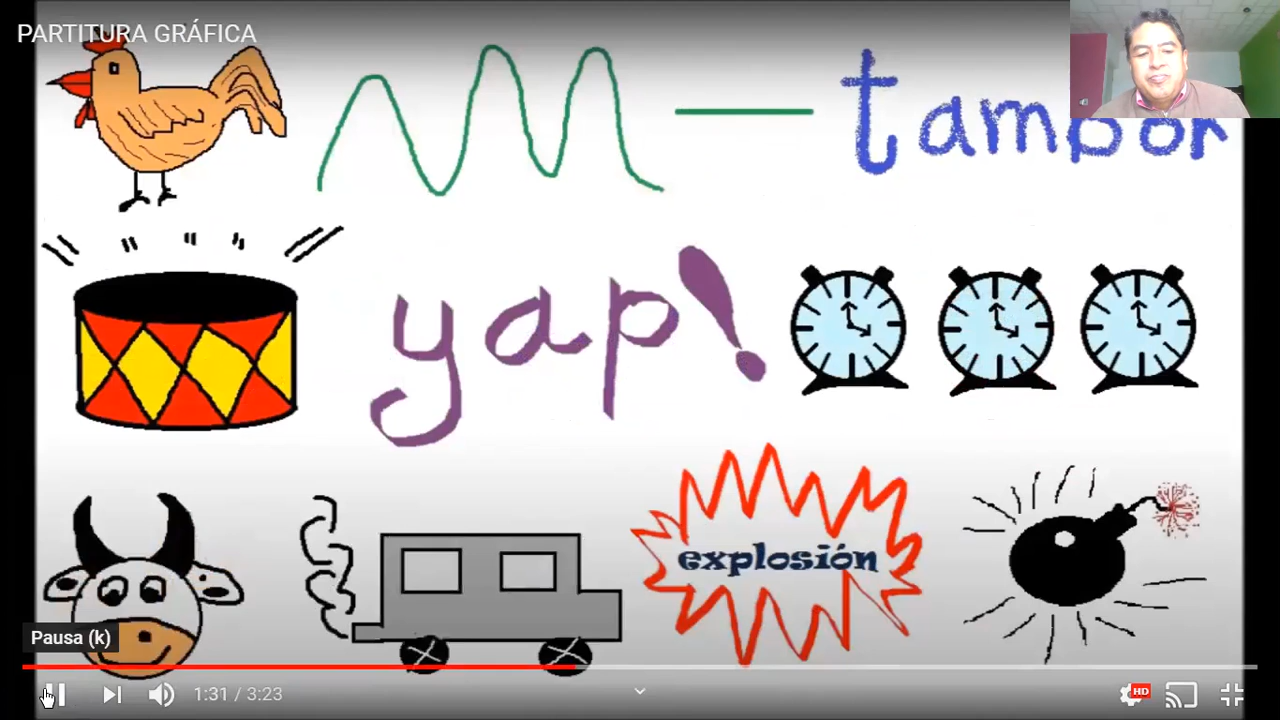 PARTITURA GRÁFICA
tambor
yap!
explosión
Pausa (k)
1:31 / 3:23
HD